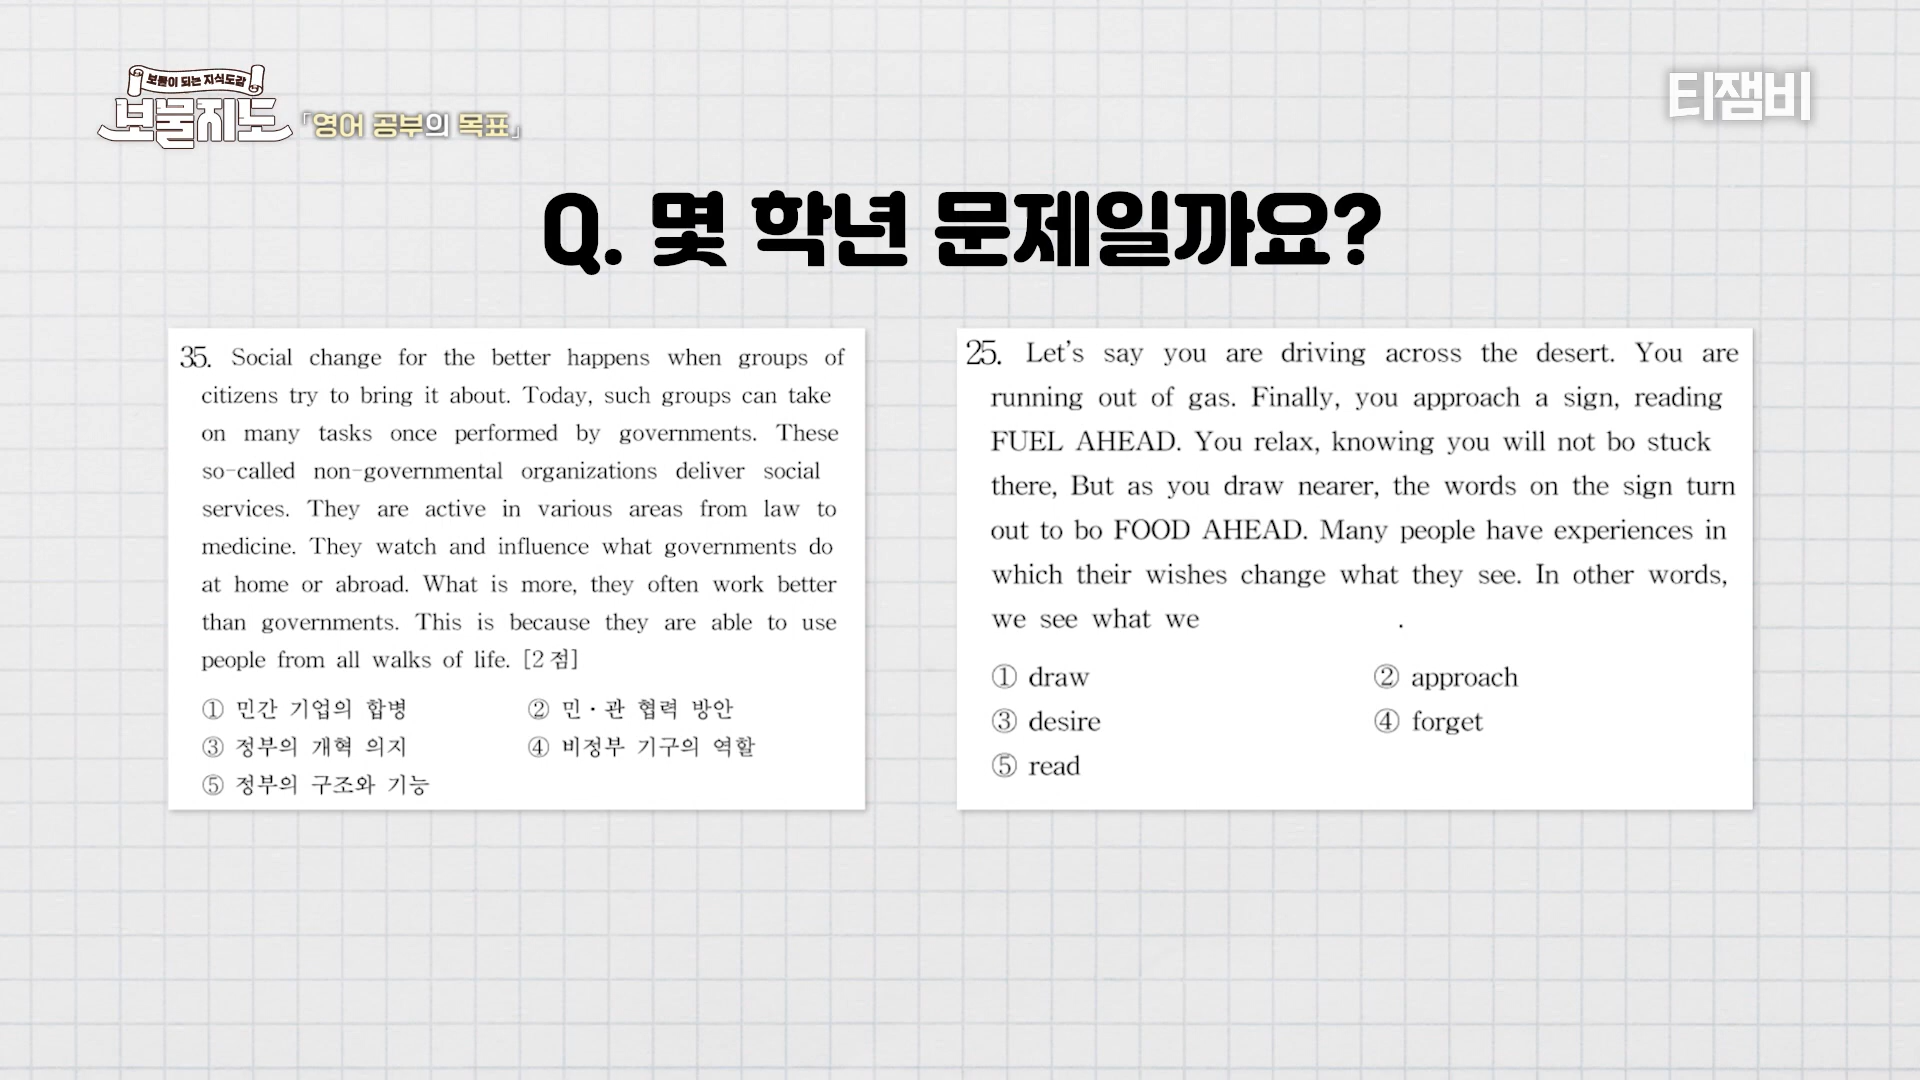 보물이 되는 지식도감
보물지도 「영어 공부의 목표」
티잼비
Q. 몇 학년 문제일까요?
35. Social change for the better happens when groups of
citizens try to bring it about. Today, such groups can take
on many tasks once performed by governments. These
so-called non-governmental organizations deliver social
services. They are active in various areas from law to
medicine. They watch and influence what governments do
at home or abroad. What is more, they often work better
than governments. This is because they are able to use
people from all walks of life. [2점]
① 민간 기업의 합병 ② 민·관 협력 방안
③ 정부의 개혁 의지 ④ 비정부 기구의 역할
⑤ 정부의 구조와 기능
25. Let's say you are driving across the desert. You are
running out of gas. Finally, you approach a sign, reading
FUEL AHEAD. You relax, knowing you will not bo stuck
there, But as you draw nearer, the words on the sign turn
out to bo FOOD AHEAD. Many people have experiences in
which their wishes change what they see. In other words,
we see what we .
① draw ② approach
③ desire ④ forget
⑤ read